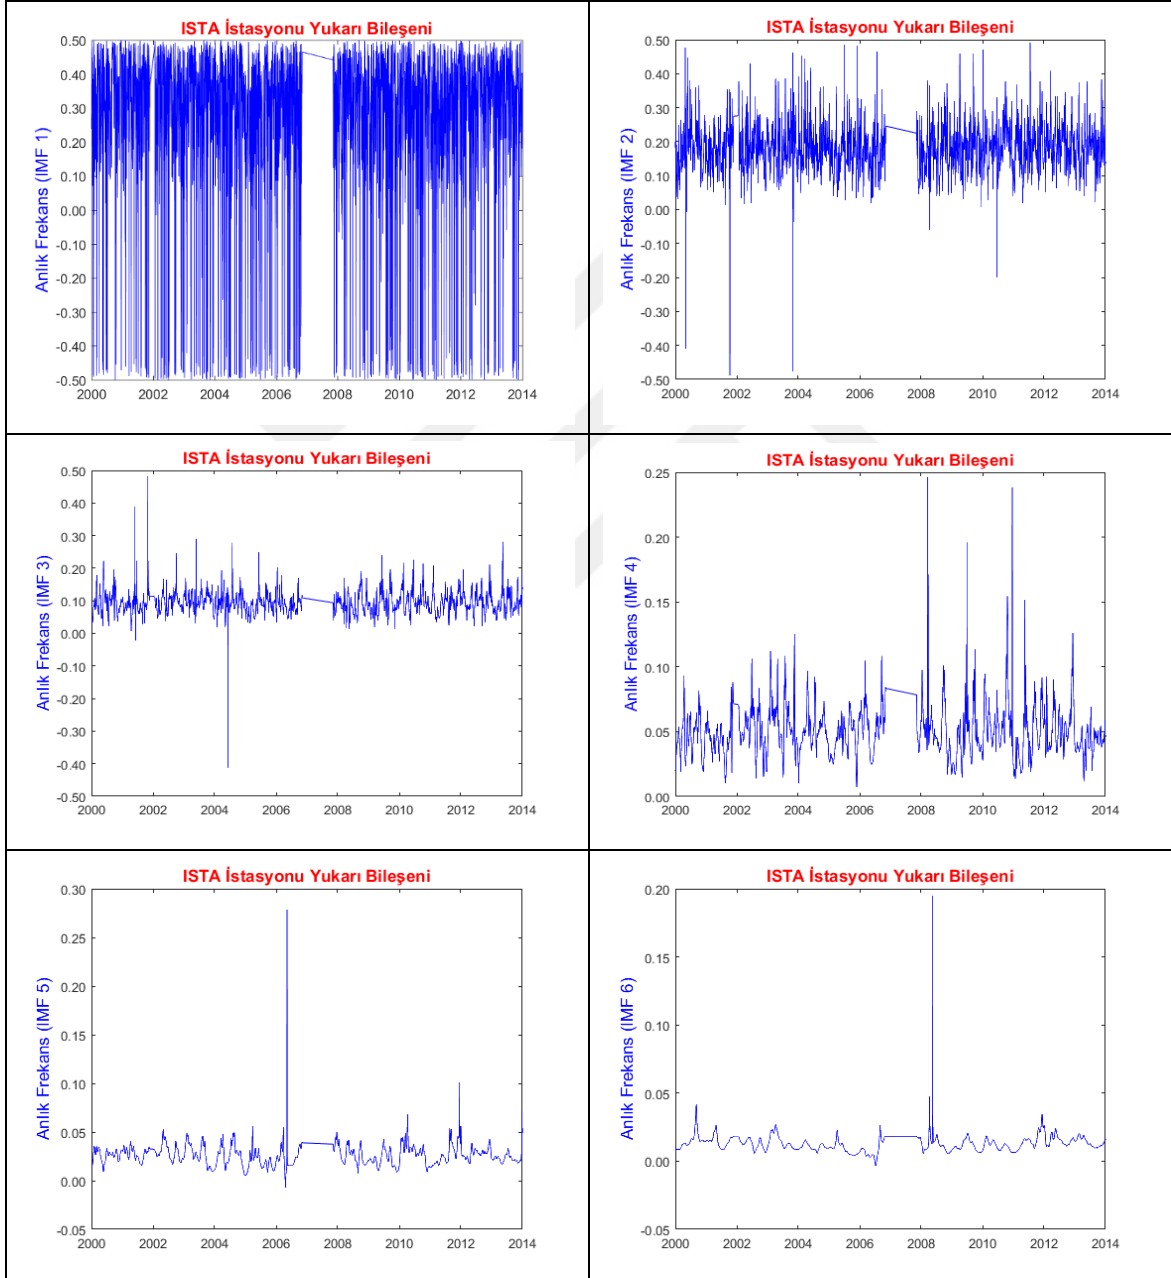 ISTA İstasyonu Yukarı Bileşeni
Anlık Frekans (IMF 1)
0.50
0.40
0.30
0.20
0.10
0.00
-0.10
-0.20
-0.30
-0.40
-0.50
2000 2002 2004 2006 2008 2010 2012 2014
ISTA İstasyonu Yukarı Bileşeni
Anlık Frekans (IMF 2)
0.50
0.40
0.30
0.20
0.10
0.00
-0.10
-0.20
-0.30
-0.40
-0.50
2000 2002 2004 2006 2008 2010 2012 2014
ISTA İstasyonu Yukarı Bileşeni
Anlık Frekans (IMF 3)
0.50
0.40
0.30
0.20
0.10
0.00
-0.10
-0.20
-0.30
-0.40
-0.50
2000 2002 2004 2006 2008 2010 2012 2014
ISTA İstasyonu Yukarı Bileşeni
Anlık Frekans (IMF 4)
0.25
0.20
0.15
0.10
0.05
0.00
2000 2002 2004 2006 2008 2010 2012 2014
ISTA İstasyonu Yukarı Bileşeni
Anlık Frekans (IMF 5)
0.30
0.25
0.20
0.15
0.10
0.05
0.00
-0.05
2000 2002 2004 2006 2008 2010 2012 2014
ISTA İstasyonu Yukarı Bileşeni
Anlık Frekans (IMF 6)
0.20
0.15
0.10
0.05
0.00
-0.05
2000 2002 2004 2006 2008 2010 2012 2014